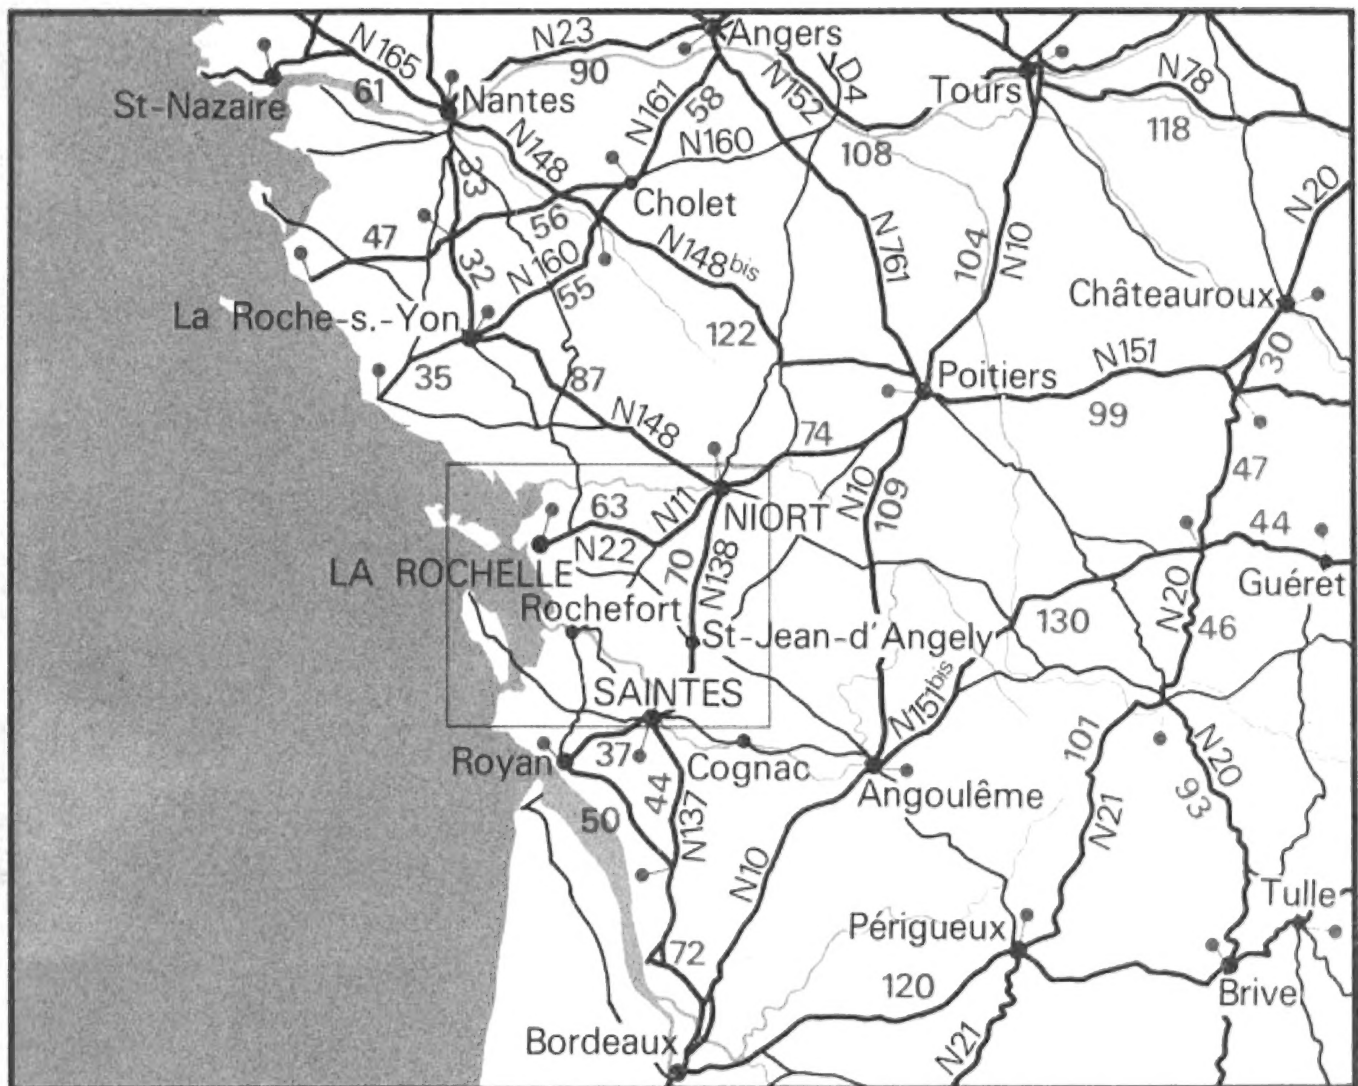 Angers
N23
N165
90
61
St-Nazaire
Nantes
N161
58
N152
D4
Tours
N78
118
N148
N160
108
33
Cholet
N20
56
47
N148bis
N761
104
N10
32
N160
55
Châteauroux
La Roche-s.-Yon
122
30
N151
35
87
Poitiers
99
N148
74
47
N10
109
63
N11
NIORT
44
N22
LA ROCHELLE
70
N138
Guéret
Rochefort
N20
130
46
St-Jean-d'Angely
SAINTES
N151bis
101
N20
Royan
37
Cognac
44
Angoulême
93
50
N137
N21
N10
Tulle
Périgueux
72
120
Brive
Bordeaux
N21